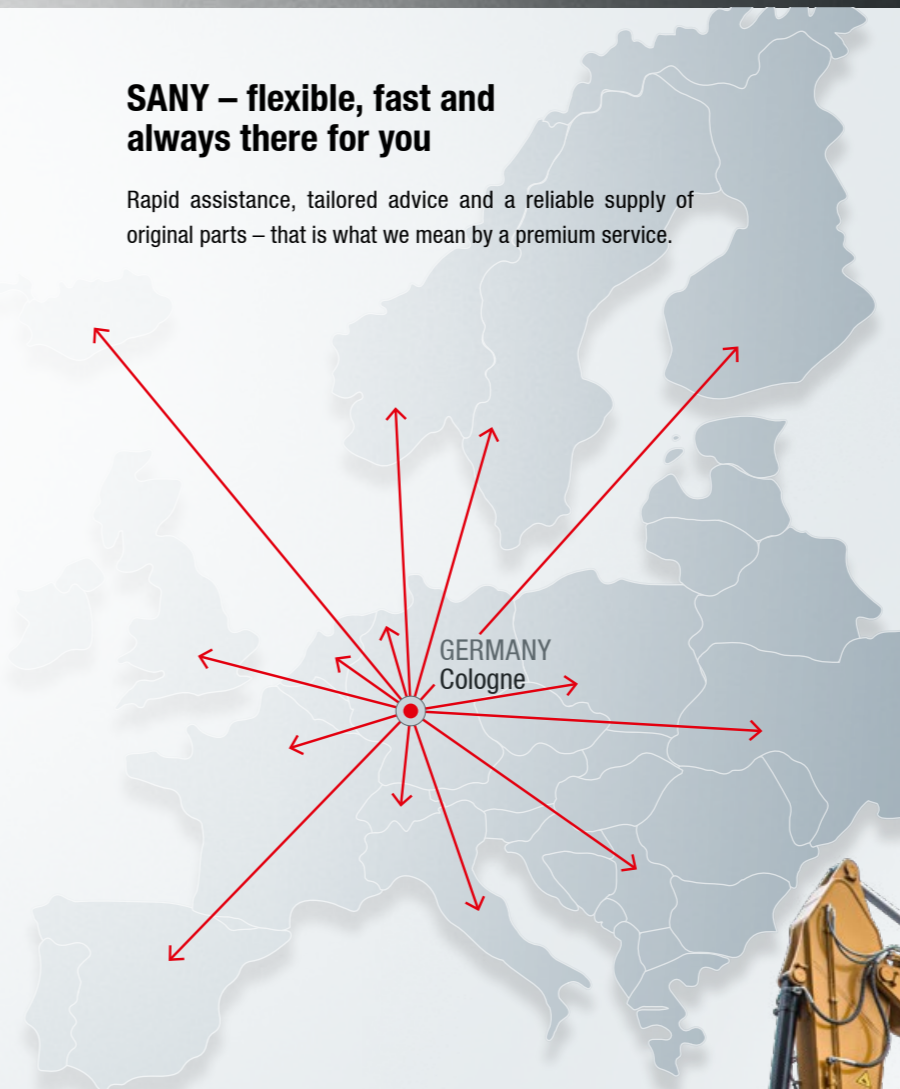 SANY – flexible, fast and
always there for you
Rapid assistance, tailored advice and a reliable supply of
original parts – that is what we mean by a premium service.
GERMANY
Cologne